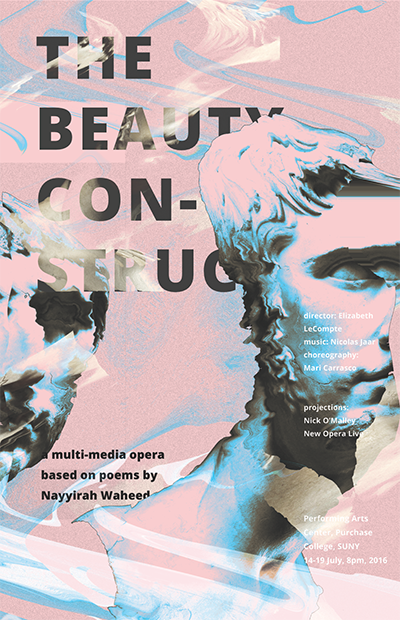 THE
BEAUTY
CON-
STRUC
a multi-media opera
based on poems by
Nayyirah Waheed
director: Elizabeth
LeCompte
music: Nicolas Jaar
choreography:
Mari Carrasco
projections:
Nick O'Malley
New Opera Live
Performing Arts
Center, Purchase
College, SUNY
14-19 July, 8pm, 2016